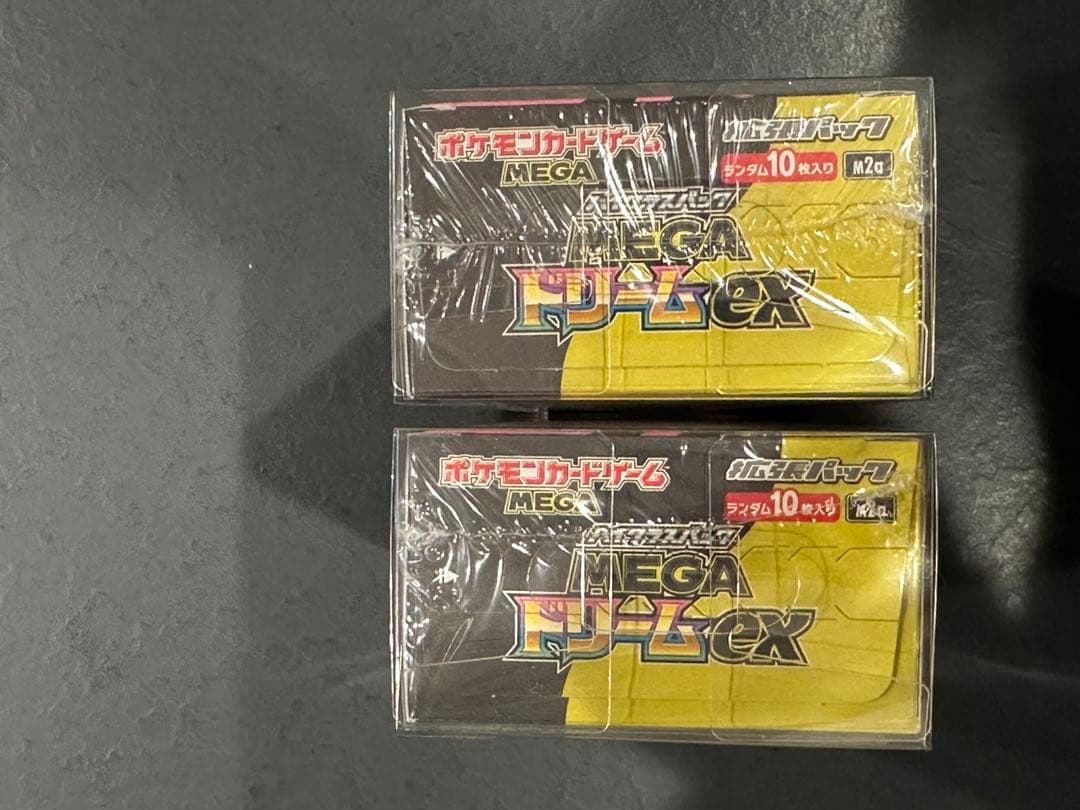 ポケモンカードゲーム
MEGA
拡張パック
ランダム10枚入り M2a
ハイクラスパック
MEGA
ドリームex
ポケモンカードゲーム
MEGA
拡張パック
ランダム10枚入り M2a
ハイクラスパック
MEGA
ドリームex